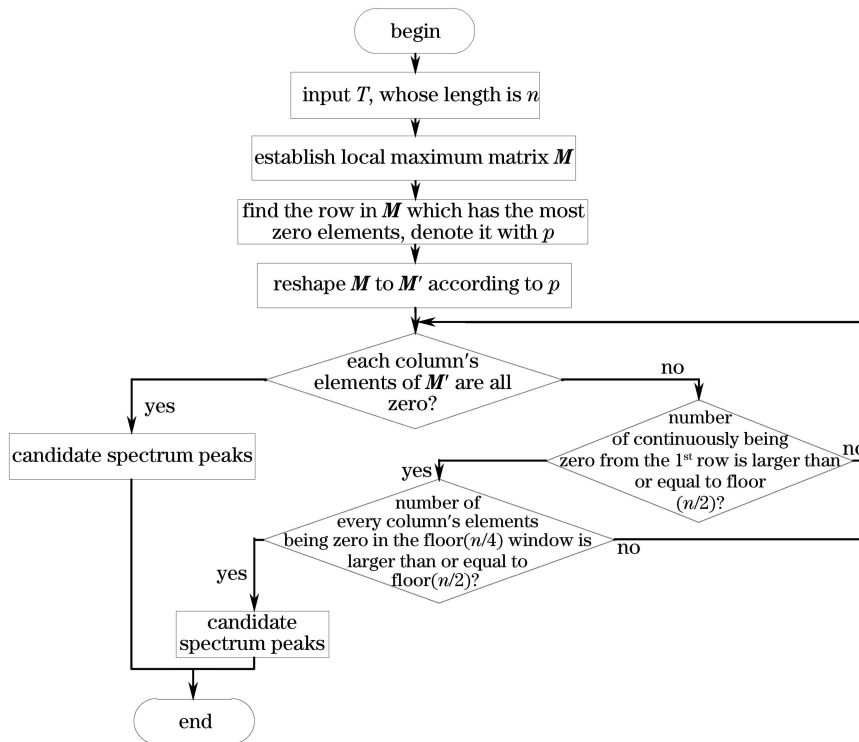 begin
input T, whose length is n
establish local maximum matrix M
find the row in M which has the most
zero elements, denote it with p
reshape M to M′ according to p
each column's
elements of M′ are all
zero?
yes
no
candidate spectrum peaks
number
of continuously being
zero from the 1st row is larger than
or equal to floor
(n/2)?
no
yes
number of
every column's elements
being zero in the floor(n/4) window is
larger than or equal to
floor(n/2)?
no
yes
candidate
spectrum peaks
end